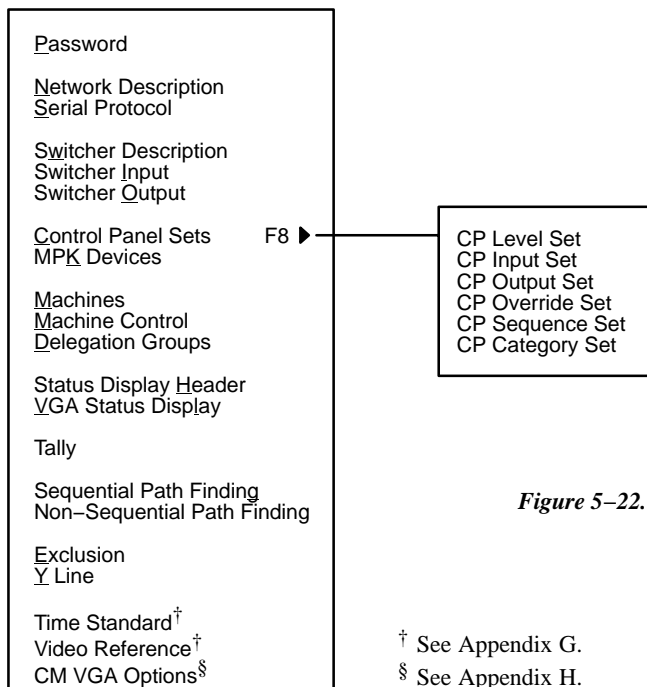 Password
Network Description
Serial Protocol
Switcher Description
Switcher Input
Switcher Output
Control Panel Sets F8
MPK Devices
Machines
Machine Control
Delegation Groups
Status Display Header
VGA Status Display
Tally
Sequential Path Finding
Non−Sequential Path Finding
Exclusion
Y Line
Time Standard†
Video Reference†
CM VGA Options§
CP Level Set
CP Input Set
CP Output Set
CP Override Set
CP Sequence Set
CP Category Set
Figure 5−22.
† See Appendix G.
§ See Appendix H.